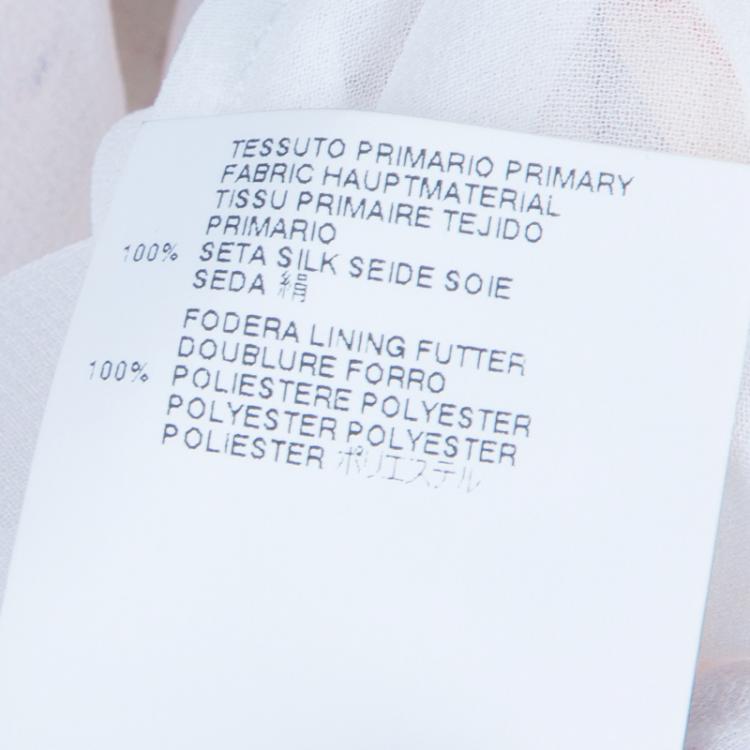 TESSUTO PRIMARIO PRIMARY
FABRIC HAUPTMATERIAL
TISSU PRIMAIRE TEJIDO
PRIMARIO
100% SETA SILK SEIDE SOIE
SEDA 絹
FODERA LINING FUTTER
DOUBLURE FORRO
100% POLIESTERE POLYESTER
POLYESTER POLYESTER
POLIESTER ポリエステル